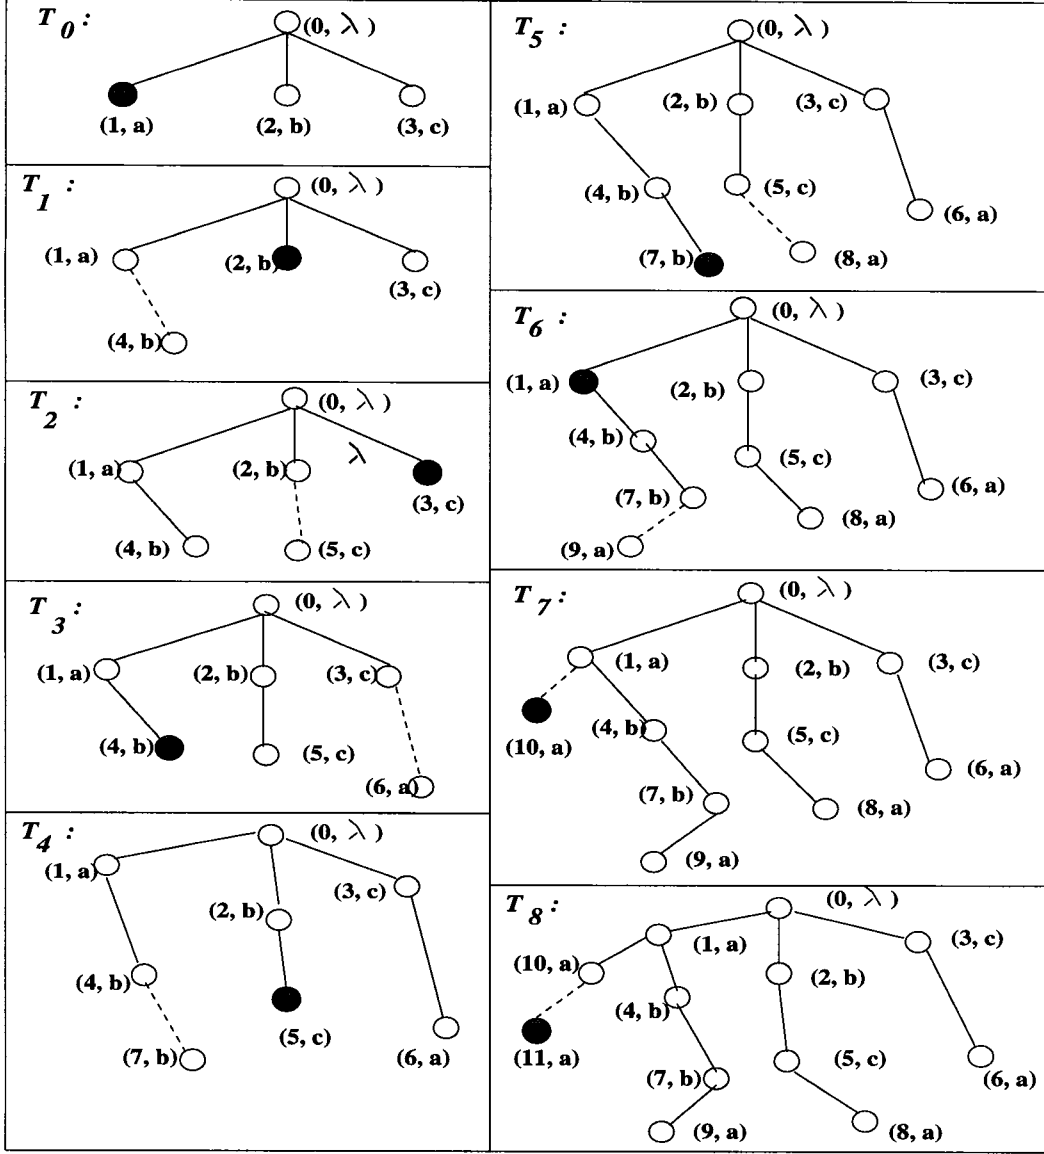 T0 :
(0, λ)
(1, a) (2, b) (3, c)
T1 :
(0, λ)
(1, a) (2, b) (3, c)
(4, b)
T2 :
(0, λ)
(1, a) (2, b) λ (3, c)
(4, b) (5, c)
T3 :
(0, λ)
(1, a) (2, b) (3, c)
(4, b) (5, c) (6, a)
T4 :
(0, λ)
(1, a) (2, b) (3, c)
(4, b) (5, c)
(7, b) (6, a)
T5 :
(0, λ)
(1, a) (2, b) (3, c)
(4, b) (5, c) (6, a)
(7, b) (8, a)
T6 :
(0, λ)
(1, a) (2, b) (3, c)
(4, b) (5, c) (6, a)
(7, b) (8, a)
(9, a)
T7 :
(0, λ)
(1, a) (2, b) (3, c)
(10, a) (4, b) (5, c) (6, a)
(7, b) (8, a)
(9, a)
T8 :
(0, λ)
(1, a) (3, c)
(10, a) (4, b) (2, b)
(11, a) (7, b) (5, c) (6, a)
(9, a) (8, a)